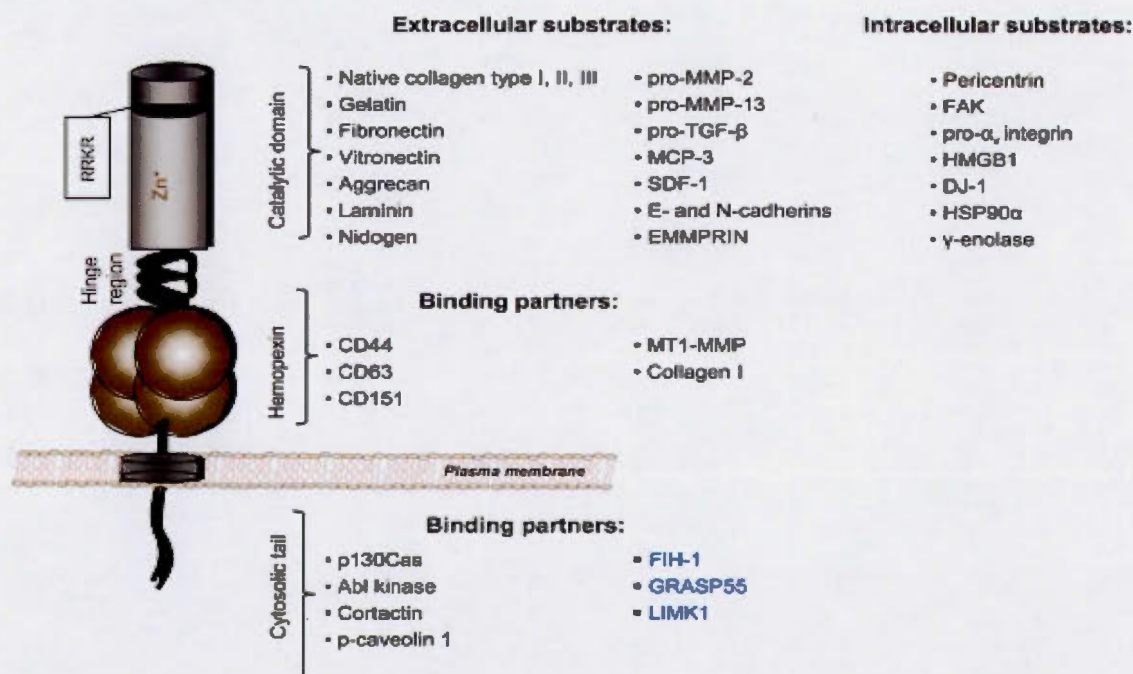 Extracellular substrates:
Intracellular substrates:
RRKR
Zn+
Catalytic domain
• Native collagen type I, II, III
• Gelatin
• Fibronectin
• Vitronectin
• Aggrecan
• Laminin
• Nidogen
• pro-MMP-2
• pro-MMP-13
• pro-TGF-β
• MCP-3
• SDF-1
• E- and N-cadherins
• EMMPRIN
• Pericentrin
• FAK
• pro-αv integrin
• HMGB1
• DJ-1
• HSP90α
• γ-enolase
Hinge
region
Binding partners:
Hemopexin
• CD44
• CD63
• CD151
• MT1-MMP
• Collagen I
Plasma membrane
Binding partners:
Cytosolic tail
• p130Cas
• Abl kinase
• Cortactin
• p-caveolin 1
• FIH-1
• GRASP55
• LIMK1